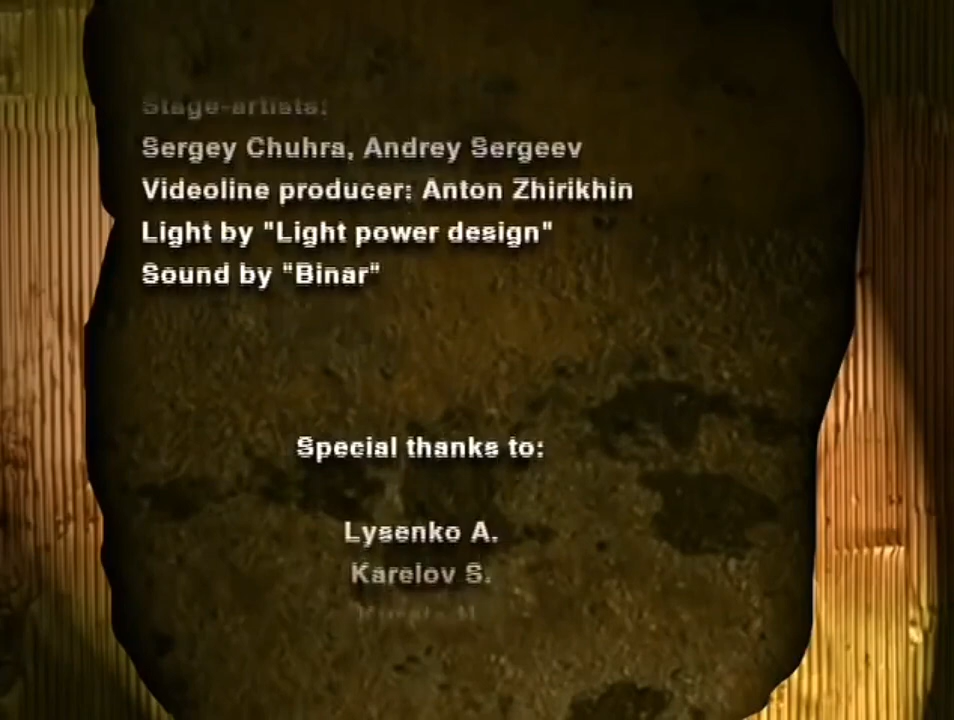 Stage-artists:
Sergey Chuhra, Andrey Sergeev
Videoline producer: Anton Zhirikhin
Light by "Light power design"
Sound by "Binar"
Special thanks to:
Lysenko A.
Karelov S.